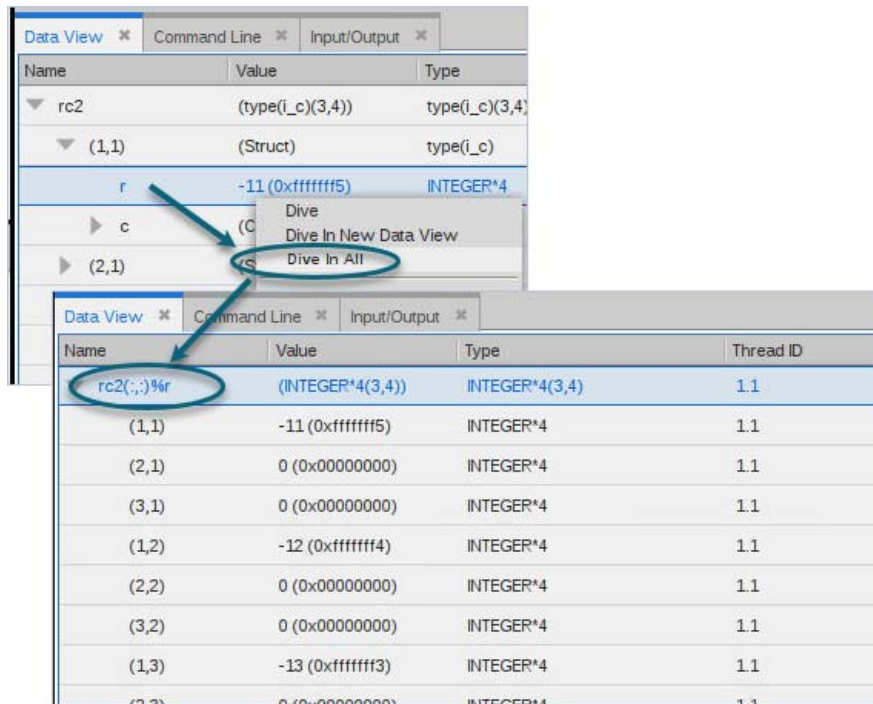 Data View ✖ Command Line ✖ Input/Output ✖
Name Value Type
rc2 (type(i_c)(3,4)) type(i_c)(3,4)
(1,1) (Struct) type(i_c)
r -11 (0xfffffff5) INTEGER*4
c (C
Dive
Dive In New Data View
(2,1) (S
Dive In All
Data View ✖ Command Line ✖ Input/Output ✖
Name Value Type Thread ID
rc2(:,:)%r (INTEGER*4(3,4)) INTEGER*4(3,4) 1.1
(1,1) -11 (0xfffffff5) INTEGER*4 1.1
(2,1) 0 (0x00000000) INTEGER*4 1.1
(3,1) 0 (0x00000000) INTEGER*4 1.1
(1,2) -12 (0xfffffff4) INTEGER*4 1.1
(2,2) 0 (0x00000000) INTEGER*4 1.1
(3,2) 0 (0x00000000) INTEGER*4 1.1
(1,3) -13 (0xfffffff3) INTEGER*4 1.1